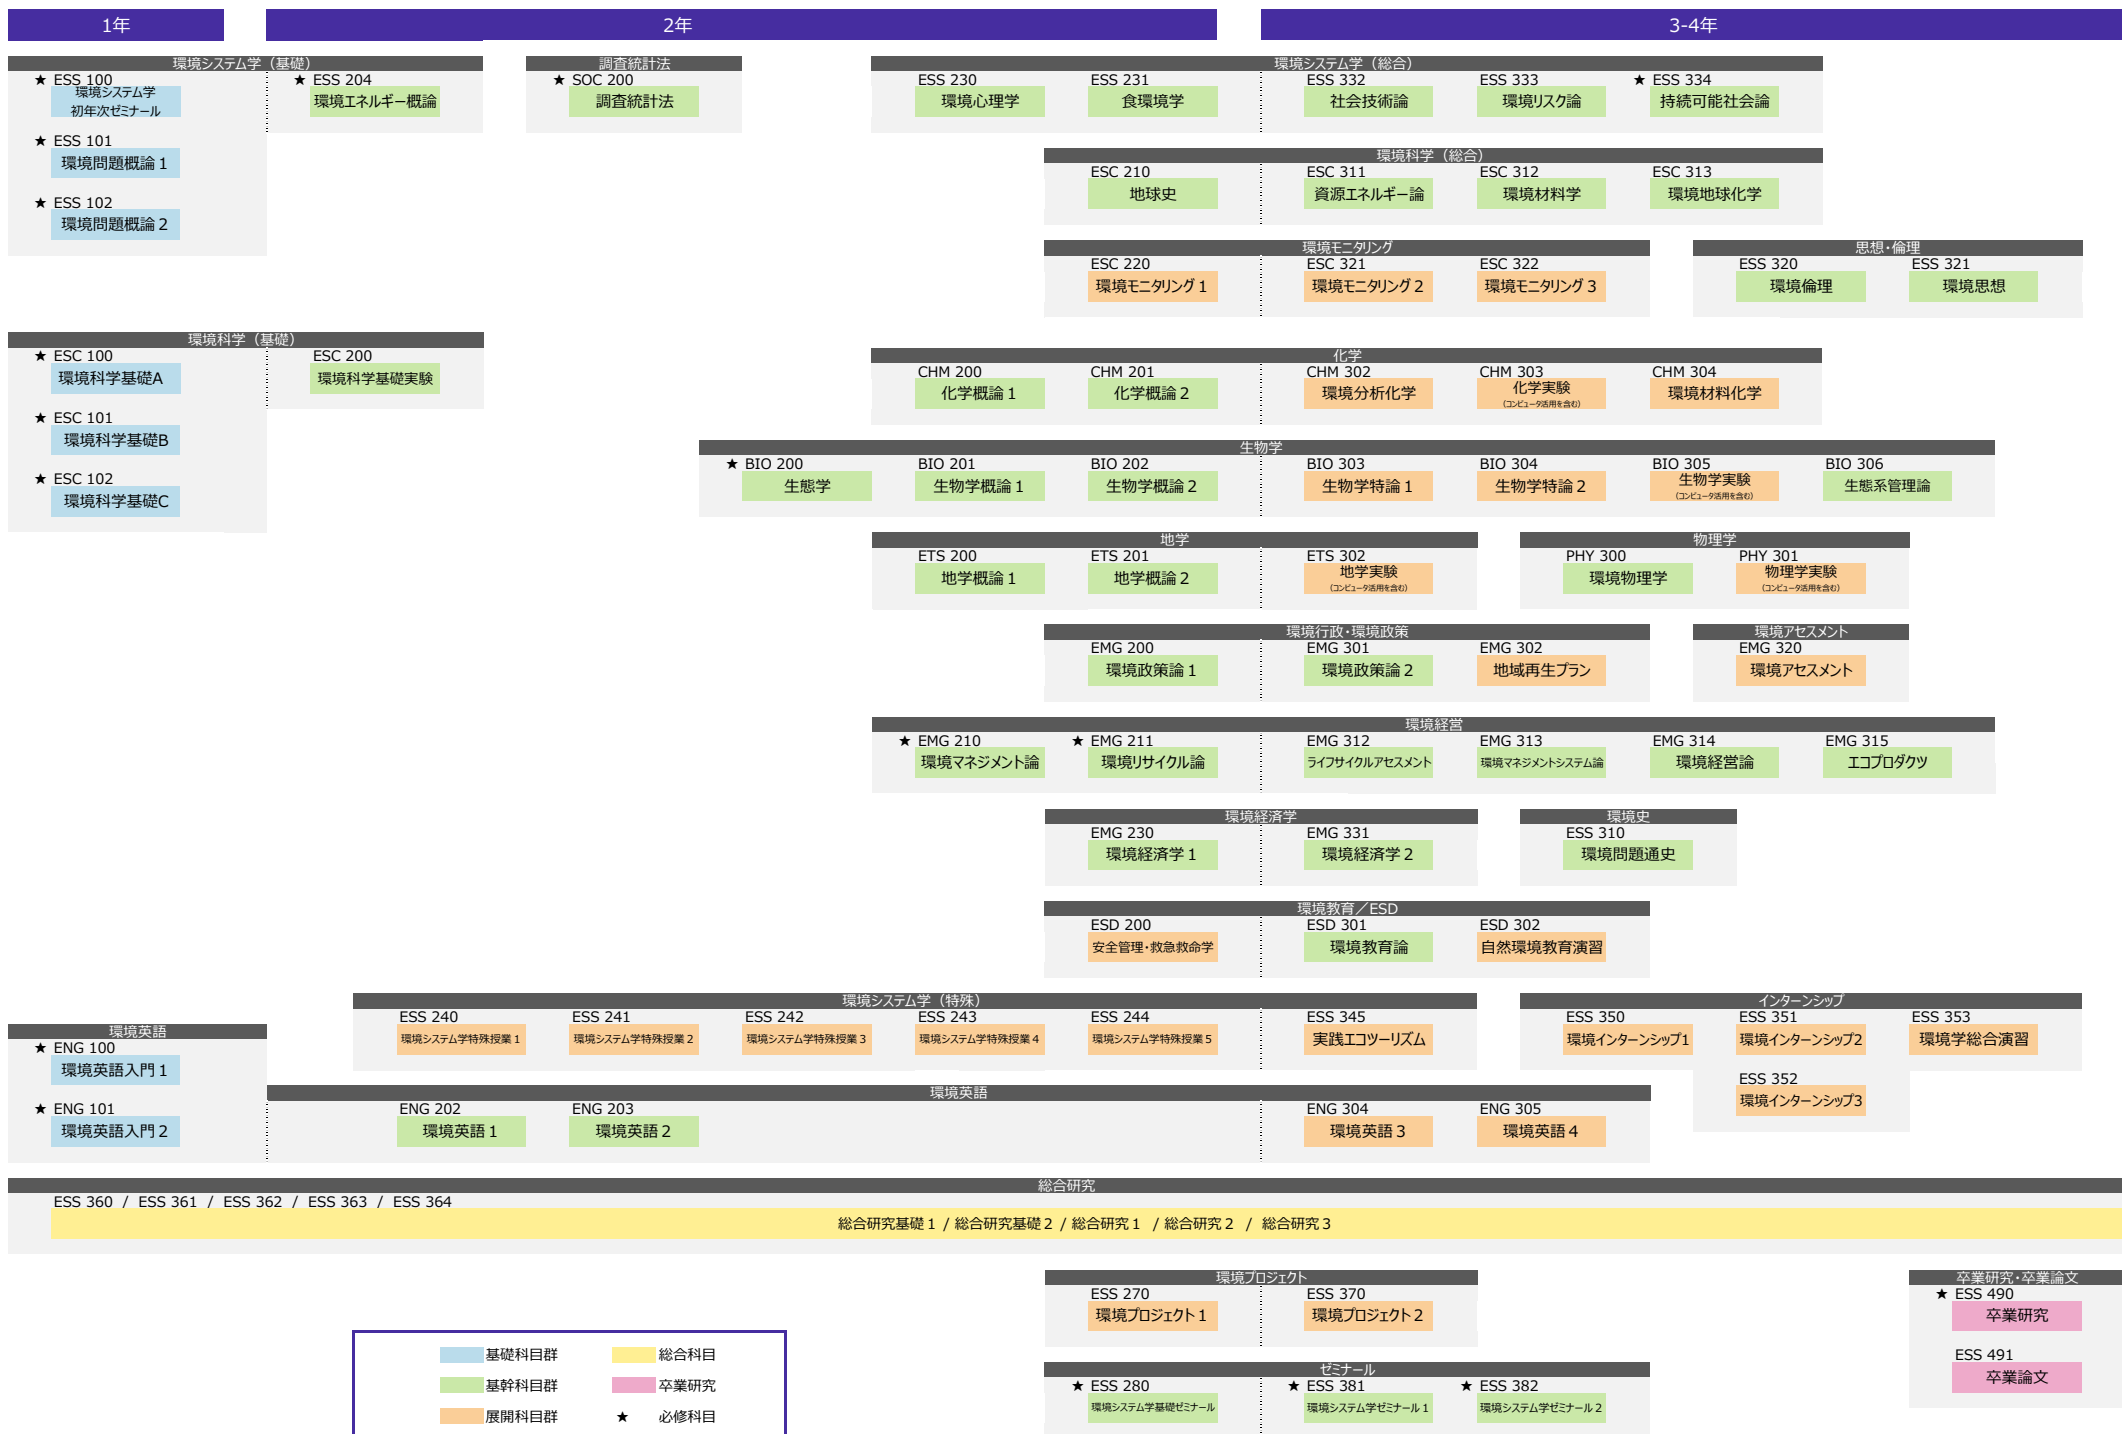 1年
2年
3-4年
環境システム学（基礎）
調査統計法
環境システム学（総合）
★ ESS 100
★ ESS 204
★ SOC 200
ESS 230
ESS 231
ESS 332
ESS 333
★ ESS 334
環境システム学
初年次ゼミナール
環境エネルギー概論
調査統計法
環境心理学
食環境学
社会技術論
環境リスク論
持続可能社会論
★ ESS 101
環境問題概論１
環境科学（総合）
ESC 210
ESC 311
ESC 312
ESC 313
地球史
資源エネルギー論
環境材料学
環境地球化学
★ ESS 102
環境問題概論２
環境モニタリング
思想・倫理
ESC 220
ESC 321
ESC 322
ESS 320
ESS 321
環境モニタリング１
環境モニタリング２
環境モニタリング３
環境倫理
環境思想
環境科学（基礎）
化学
★ ESC 100
ESC 200
CHM 200
CHM 201
CHM 302
CHM 303
CHM 304
環境科学基礎A
環境科学基礎実験
化学概論１
化学概論２
環境分析化学
化学実験
（コンピュータ活用を含む）
環境材料化学
★ ESC 101
環境科学基礎B
生物学
★ BIO 200
BIO 201
BIO 202
BIO 303
BIO 304
BIO 305
BIO 306
生態学
生物学概論１
生物学概論２
生物学特論１
生物学特論２
生物学実験
（コンピュータ活用を含む）
生態系管理論
★ ESC 102
環境科学基礎C
地学
物理学
ETS 200
ETS 201
ETS 302
PHY 300
PHY 301
地学概論１
地学概論２
地学実験
（コンピュータ活用を含む）
環境物理学
物理学実験
（コンピュータ活用を含む）
環境行政・環境政策
環境アセスメント
EMG 200
EMG 301
EMG 302
EMG 320
環境政策論１
環境政策論２
地域再生プラン
環境アセスメント
環境経営
★ EMG 210
★ EMG 211
EMG 312
EMG 313
EMG 314
EMG 315
環境マネジメント論
環境リサイクル論
ライフサイクルアセスメント
環境マネジメントシステム論
環境経営論
エコプロダクツ
環境経済学
環境史
EMG 230
EMG 331
ESS 310
環境経済学１
環境経済学２
環境問題通史
環境教育／ESD
ESD 200
ESD 301
ESD 302
安全管理・救急救命学
環境教育論
自然環境教育演習
環境システム学（特殊）
インターンシップ
ESS 240
ESS 241
ESS 242
ESS 243
ESS 244
ESS 345
ESS 350
ESS 351
ESS 353
環境システム学特殊授業１
環境システム学特殊授業２
環境システム学特殊授業３
環境システム学特殊授業４
環境システム学特殊授業５
実践エコツーリズム
環境インターンシップ1
環境インターンシップ2
環境学総合演習
ESS 352
環境インターンシップ3
環境英語
★ ENG 100
環境英語入門１
環境英語
★ ENG 101
ENG 202
ENG 203
ENG 304
ENG 305
環境英語入門２
環境英語１
環境英語２
環境英語３
環境英語４
総合研究
ESS 360 / ESS 361 / ESS 362 / ESS 363 / ESS 364
総合研究基礎１ / 総合研究基礎２ / 総合研究１ / 総合研究２ / 総合研究３
環境プロジェクト
卒業研究・卒業論文
ESS 270
ESS 370
★ ESS 490
環境プロジェクト１
環境プロジェクト２
卒業研究
ESS 491
卒業論文
ゼミナール
★ ESS 280
★ ESS 381
★ ESS 382
環境システム学基礎ゼミナール
環境システム学ゼミナール１
環境システム学ゼミナール２
基礎科目群
総合科目
基幹科目群
卒業研究
展開科目群
★ 必修科目